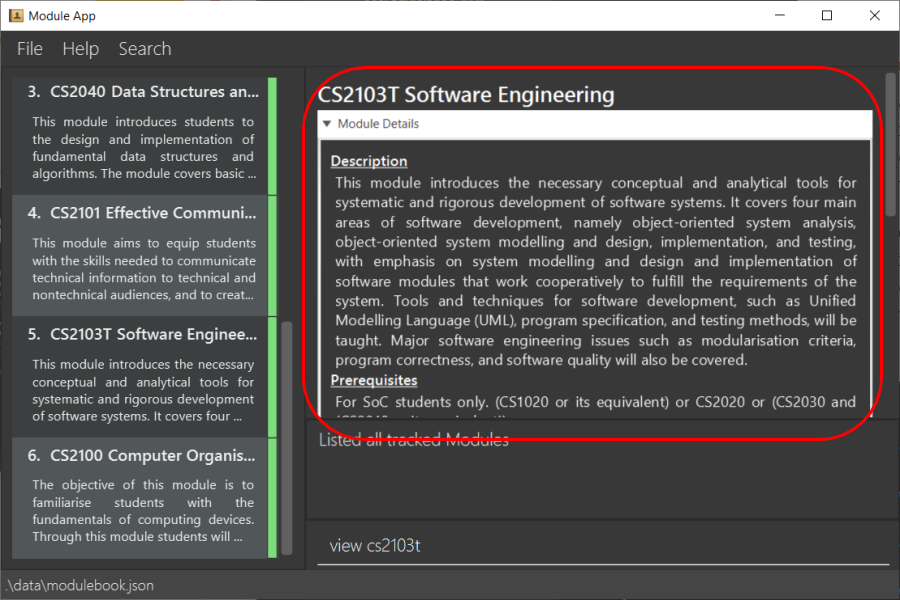 Module App
File Help Search
3. CS2040 Data Structures an...
This module introduces students to
the design and implementation of
fundamental data structures and
algorithms. The module covers basic ...
4. CS2101 Effective Communi...
This module aims to equip students
with the skills needed to communicate
technical information to technical and
nontechnical audiences, and to creat...
5. CS2103T Software Enginee...
This module introduces the necessary
conceptual and analytical tools for
systematic and rigorous development
of software systems. It covers four ...
6. CS2100 Computer Organis...
The objective of this module is to
familiarise students with the
fundamentals of computing devices.
Through this module students will ...
CS2103T Software Engineering
Module Details
Description
This module introduces the necessary conceptual and analytical tools for
systematic and rigorous development of software systems. It covers four main
areas of software development, namely object-oriented system analysis,
object-oriented system modelling and design, implementation, and testing,
with emphasis on system modelling and design and implementation of
software modules that work cooperatively to fulfill the requirements of the
system. Tools and techniques for software development, such as Unified
Modelling Language (UML), program specification, and testing methods, will be
taught. Major software engineering issues such as modularisation criteria,
program correctness, and software quality will also be covered.
Prerequisites
For SoC students only. (CS1020 or its equivalent) or CS2020 or (CS2030 and
Listed all tracked Modules
view cs2103t
.\data\modulebook.json